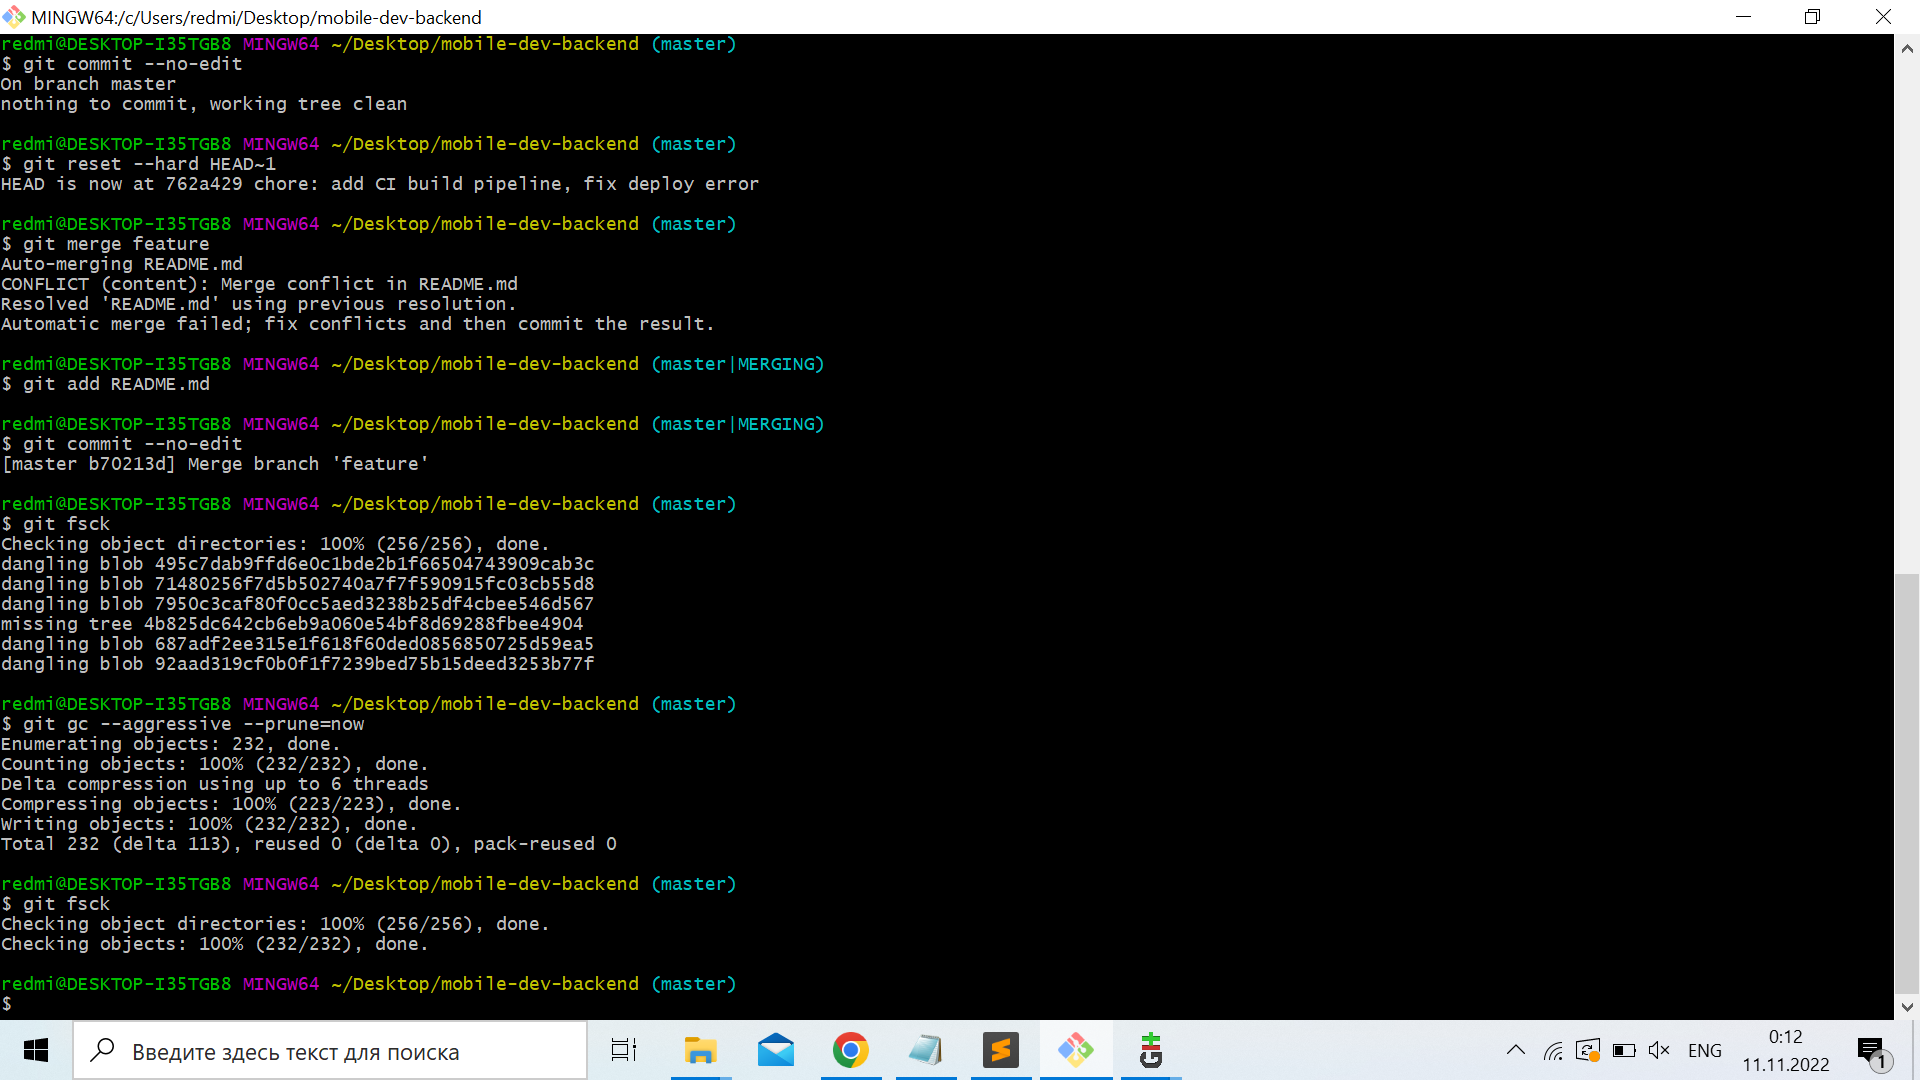 MINGW64:/c/Users/redmi/Desktop/mobile-dev-backend
redmi@DESKTOP-I35TGB8 MINGW64 ~/Desktop/mobile-dev-backend (master)
$ git commit --no-edit
On branch master
nothing to commit, working tree clean
redmi@DESKTOP-I35TGB8 MINGW64 ~/Desktop/mobile-dev-backend (master)
$ git reset --hard HEAD~1
HEAD is now at 762a429 chore: add CI build pipeline, fix deploy error
redmi@DESKTOP-I35TGB8 MINGW64 ~/Desktop/mobile-dev-backend (master)
$ git merge feature
Auto-merging README.md
CONFLICT (content): Merge conflict in README.md
Resolved 'README.md' using previous resolution.
Automatic merge failed; fix conflicts and then commit the result.
redmi@DESKTOP-I35TGB8 MINGW64 ~/Desktop/mobile-dev-backend (master|MERGING)
$ git add README.md
redmi@DESKTOP-I35TGB8 MINGW64 ~/Desktop/mobile-dev-backend (master|MERGING)
$ git commit --no-edit
[master b70213d] Merge branch 'feature'
redmi@DESKTOP-I35TGB8 MINGW64 ~/Desktop/mobile-dev-backend (master)
$ git fsck
Checking object directories: 100% (256/256), done.
dangling blob 495c7dab9ffd6e0c1bde2b1f66504743909cab3c
dangling blob 71480256f7d5b502740a7f7f590915fc03cb55d8
dangling blob 7950c3caf80f0cc5aed3238b25df4cbee546d567
missing tree 4b825dc642cb6eb9a060e54bf8d69288fbee4904
dangling blob 687adf2ee315e1f618f60ded0856850725d59ea5
dangling blob 92aad319cf0b0f1f7239bed75b15deed3253b77f
redmi@DESKTOP-I35TGB8 MINGW64 ~/Desktop/mobile-dev-backend (master)
$ git gc --aggressive --prune=now
Enumerating objects: 232, done.
Counting objects: 100% (232/232), done.
Delta compression using up to 6 threads
Compressing objects: 100% (223/223), done.
Writing objects: 100% (232/232), done.
Total 232 (delta 113), reused 0 (delta 0), pack-reused 0
redmi@DESKTOP-I35TGB8 MINGW64 ~/Desktop/mobile-dev-backend (master)
$ git fsck
Checking object directories: 100% (256/256), done.
Checking objects: 100% (232/232), done.
redmi@DESKTOP-I35TGB8 MINGW64 ~/Desktop/mobile-dev-backend (master)
$
Введите здесь текст для поиска
ENG
0:12
11.11.2022
1